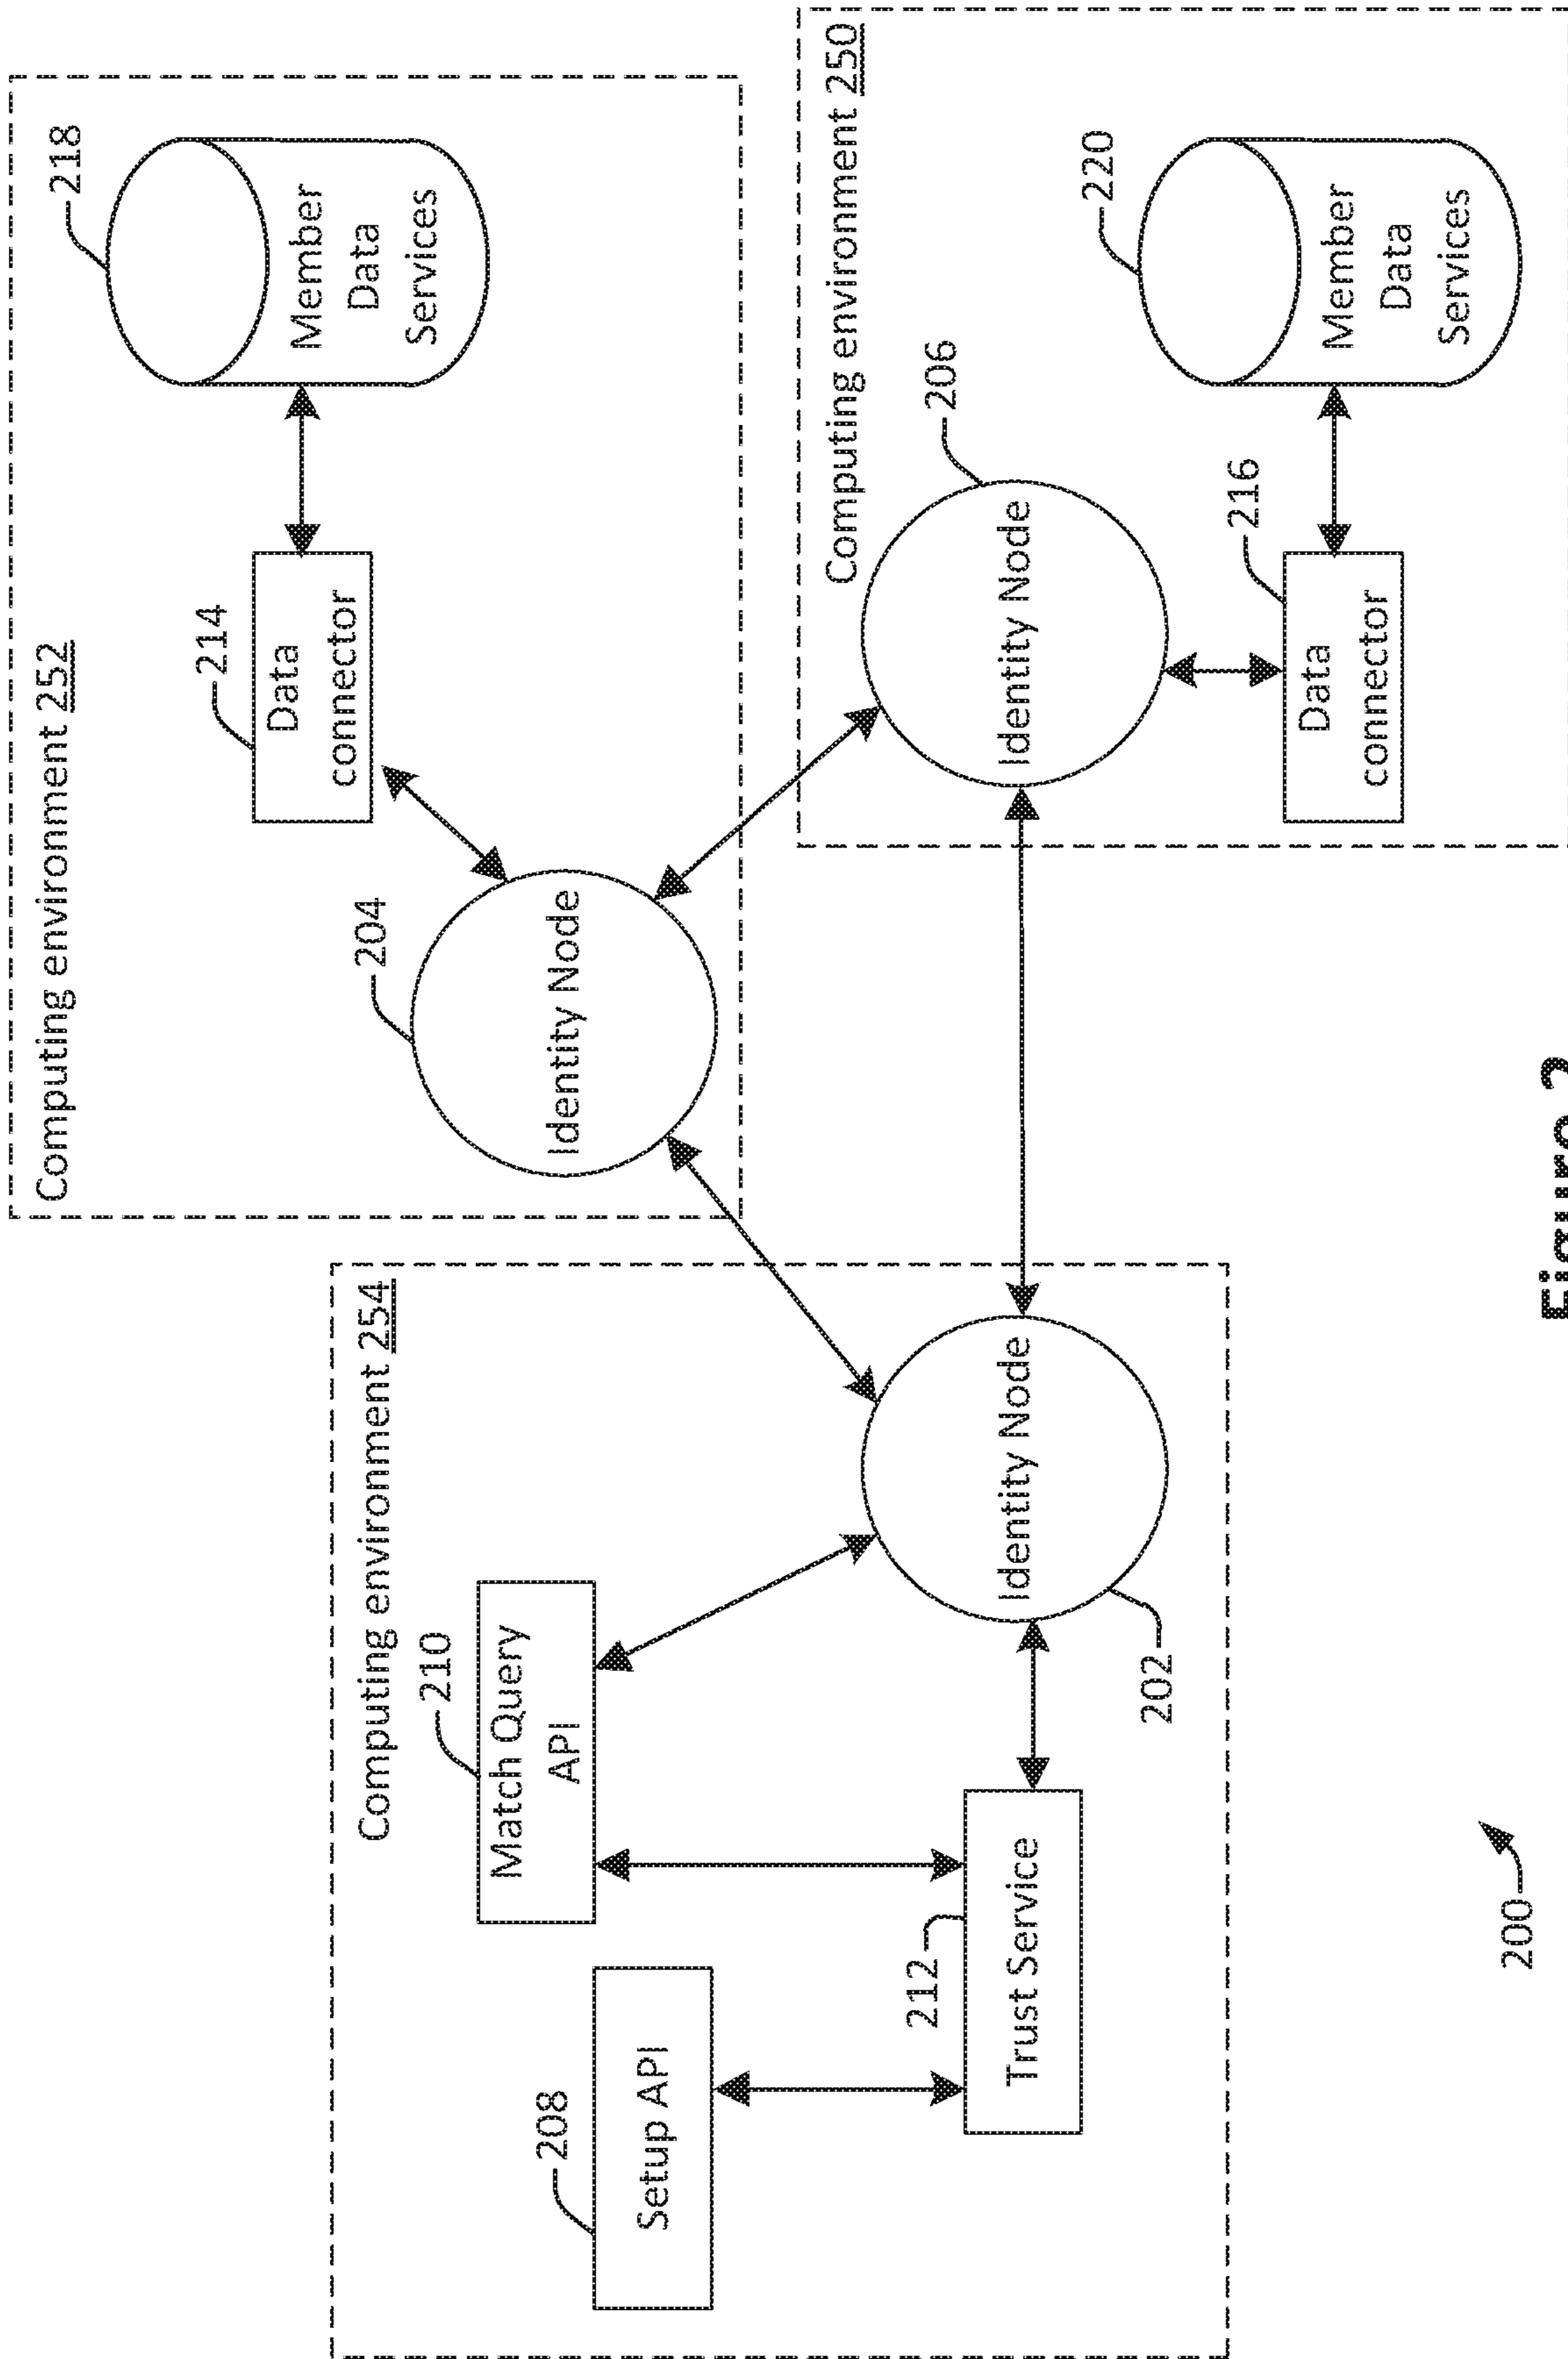 Computing environment 254
208
Setup API
210
Match Query
API
212
Trust Service
Identity Node
202
Computing environment 252
204
Identity Node
214
Data
connector
218
Member
Data
Services
Computing environment 250
206
Identity Node
216
Data
connector
220
Member
Data
Services
200
Figure 2